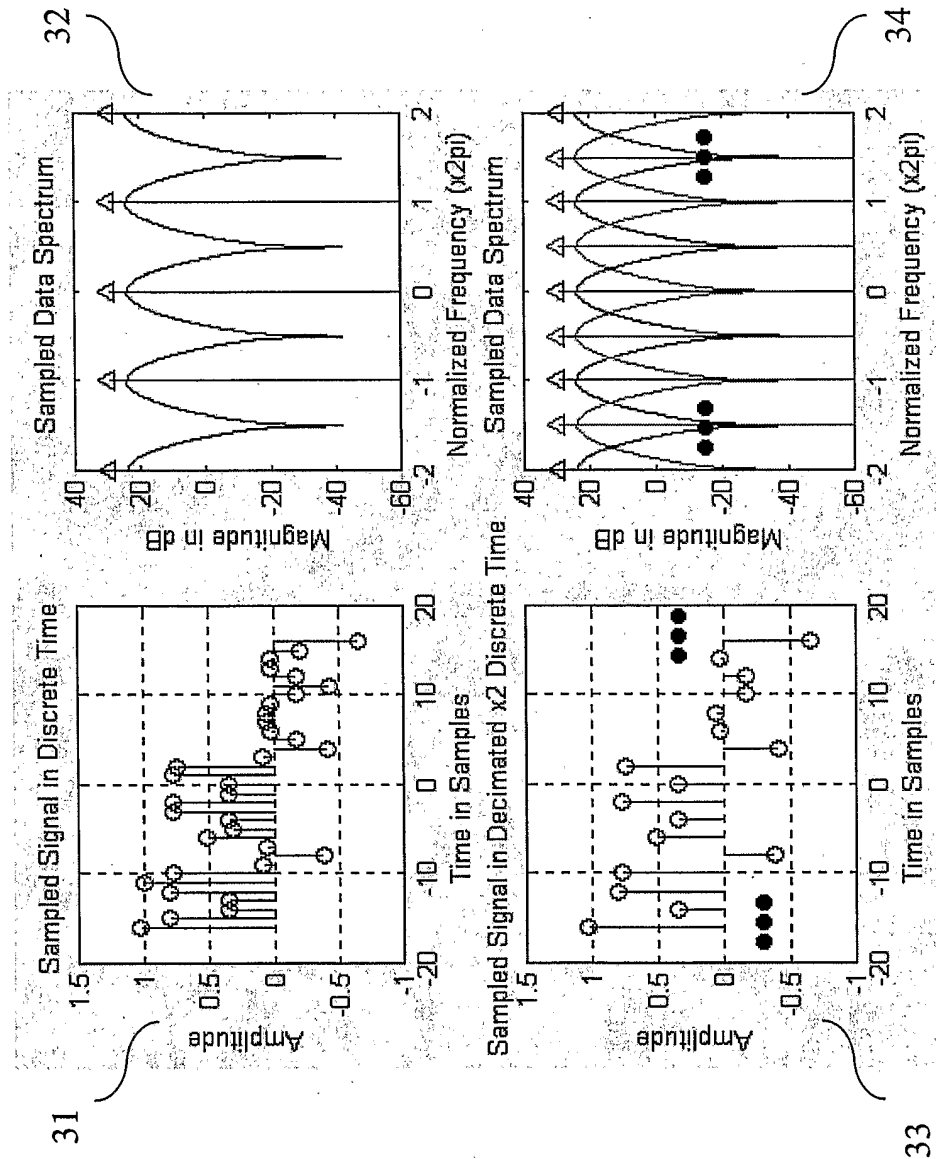 31
Sampled Signal in Discrete Time
1.5
1
0.5
0
-0.5
-1
Amplitude
-20 -10 0 10 20
Time in Samples
32
Sampled Data Spectrum
40
20
0
-20
-40
-60
Magnitude in dB
-2 -1 0 1 2
Normalized Frequency (x2pi)
33
Sampled Signal in Decimated x2 Discrete Time
1.5
1
0.5
0
-0.5
-1
Amplitude
-20 -10 0 10 20
Time in Samples
34
Sampled Data Spectrum
40
20
0
-20
-40
-60
Magnitude in dB
-2 -1 0 1 2
Normalized Frequency (x2pi)